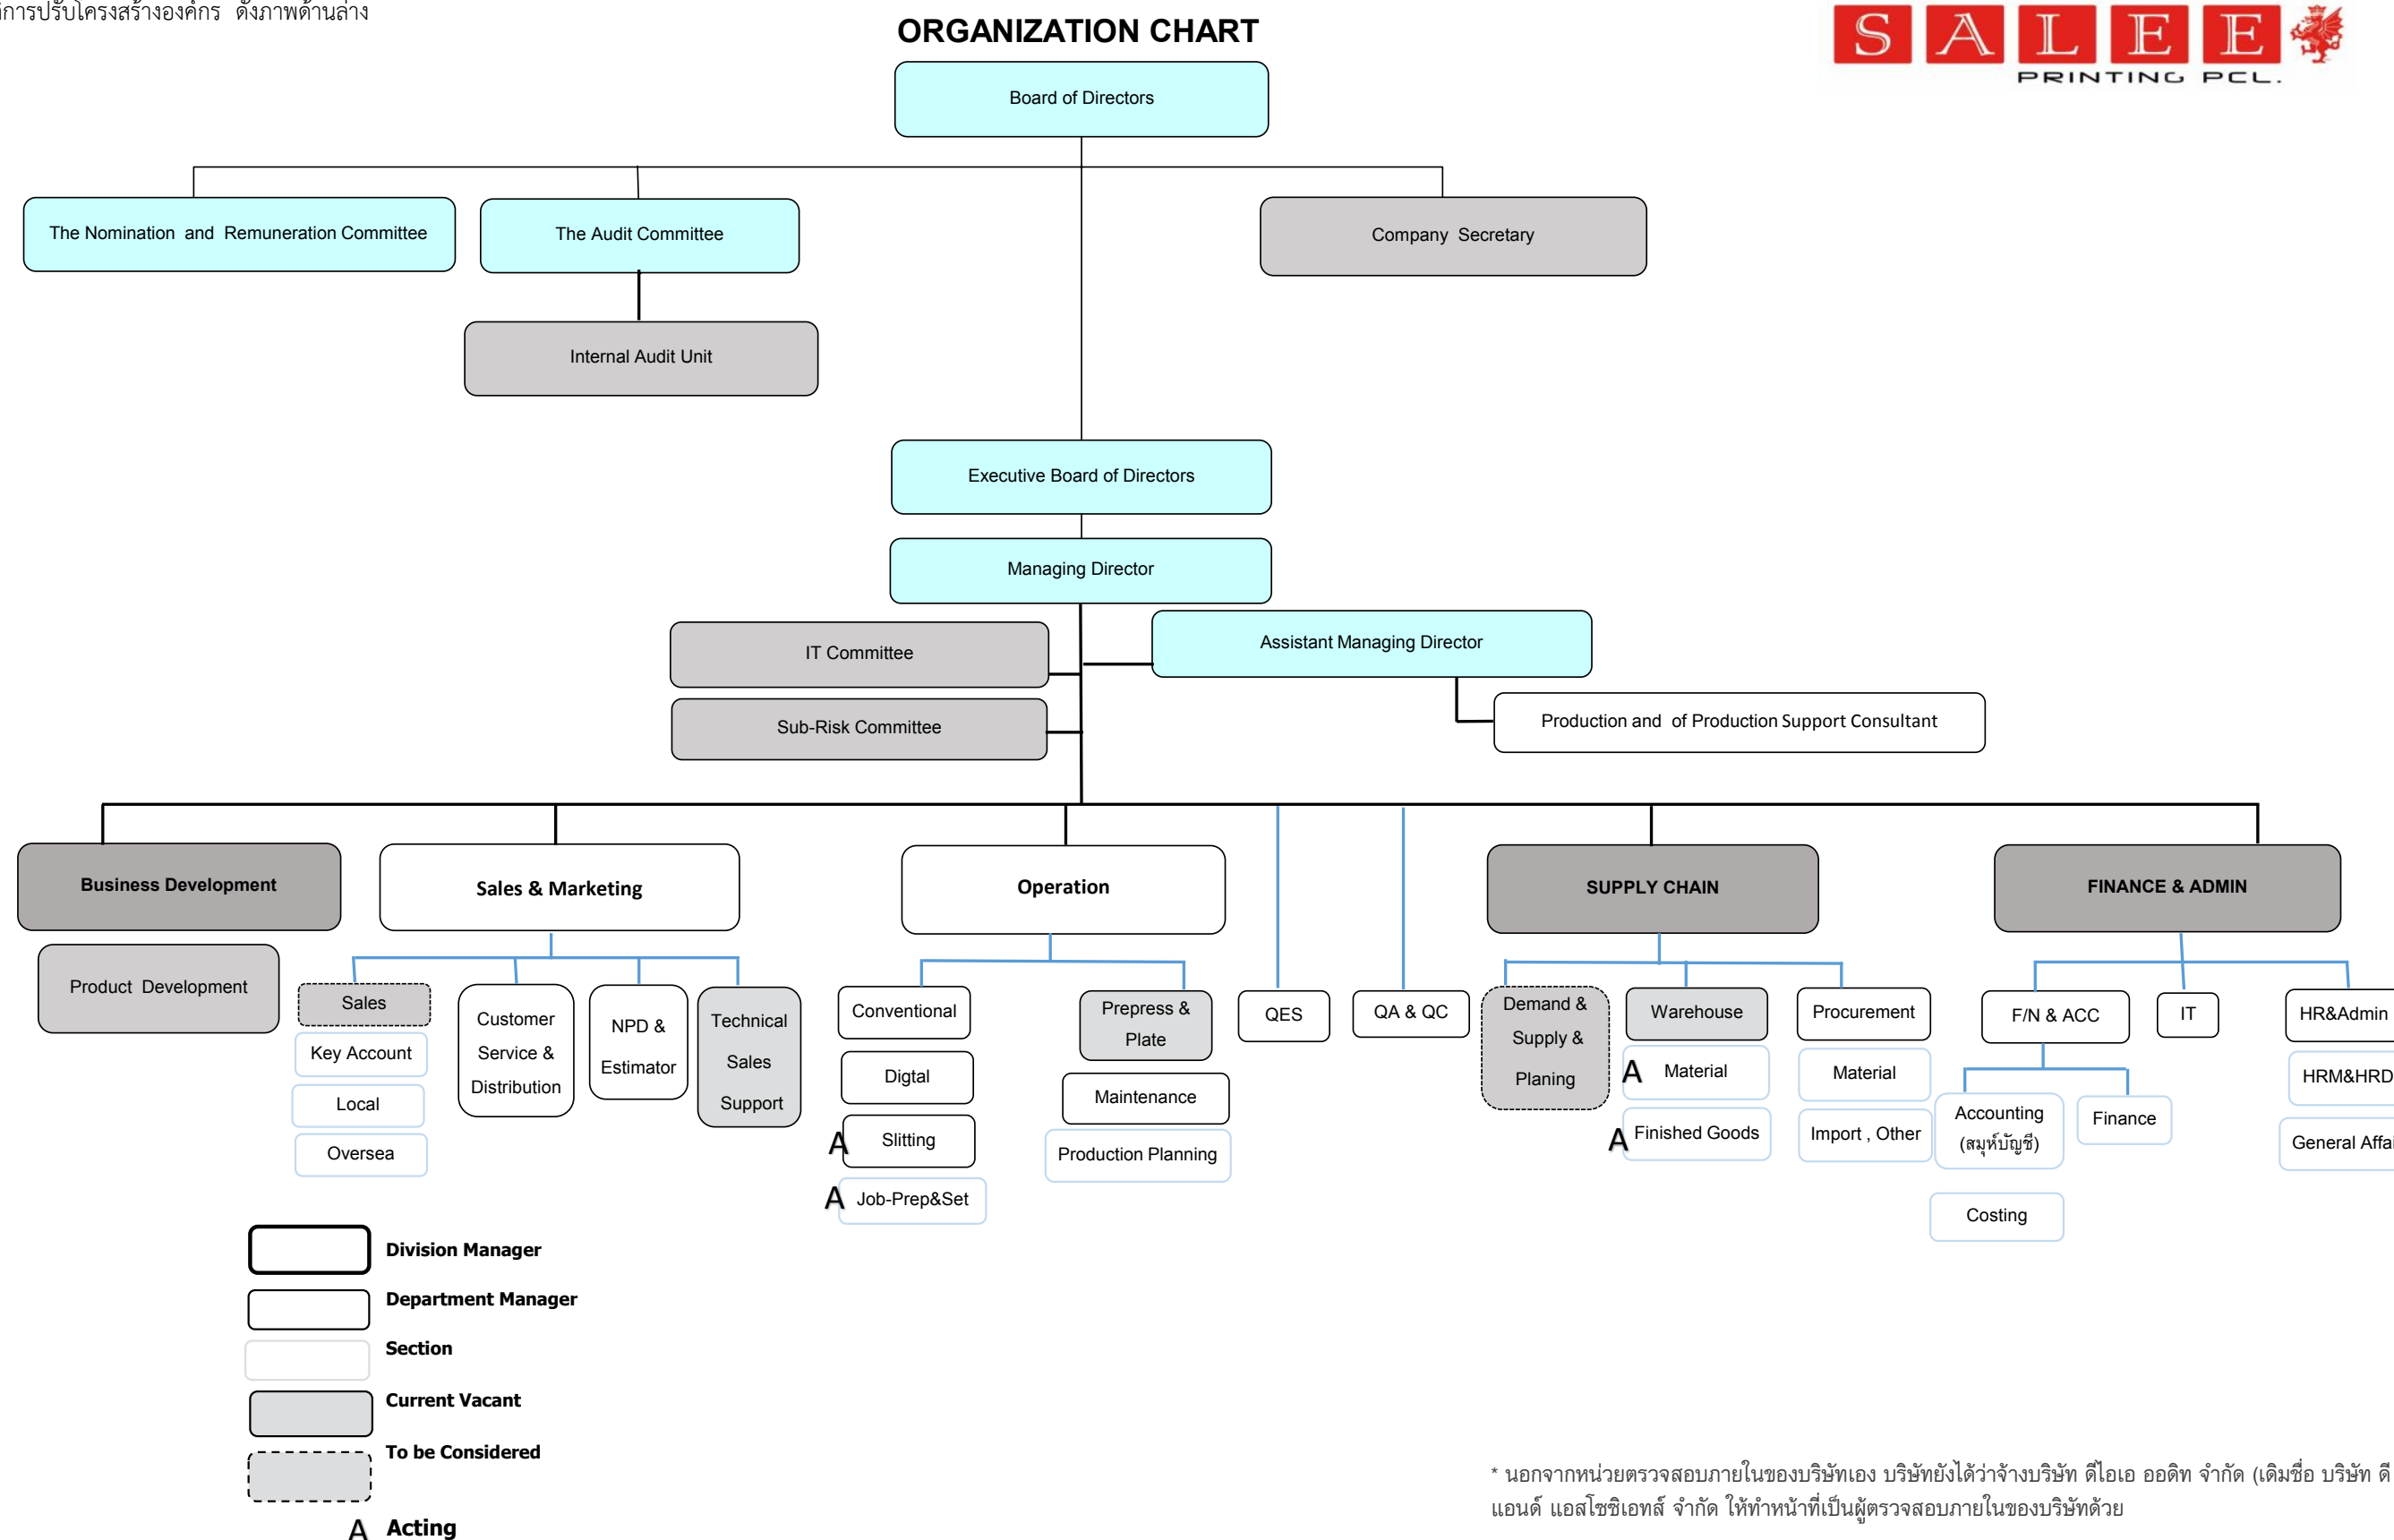 การปรับโครงสร้างองค์กร ดังภาพด้านล่าง
ORGANIZATION CHART
SALEE
PRINTING PCL.
Board of Directors
The Nomination and Remuneration Committee
The Audit Committee
Company Secretary
Internal Audit Unit
Executive Board of Directors
Managing Director
IT Committee
Assistant Managing Director
Sub-Risk Committee
Production and of Production Support Consultant
Business Development
Sales & Marketing
Operation
SUPPLY CHAIN
FINANCE & ADMIN
Product Development
Sales
Key Account
Local
Oversea
Customer
Service &
Distribution
NPD &
Estimator
Technical
Sales
Support
Conventional
Digtal
A Slitting
A Job-Prep&Set
Prepress &
Plate
Maintenance
Production Planning
QES
QA & QC
Demand &
Supply &
Planing
Warehouse
A Material
A Finished Goods
Procurement
Material
Import , Other
F/N & ACC
Accounting
(สมุห์บัญชี)
Finance
Costing
IT
HR&Admin
HRM&HRD
General Affai
Division Manager
Department Manager
Section
Current Vacant
To be Considered
A Acting
* นอกจากหน่วยตรวจสอบภายในของบริษัทเอง บริษัทยังได้ว่าจ้างบริษัท ดีไอเอ ออดิท จำกัด (เดิมชื่อ บริษัท ดี
แอนด์ แอสโซซิเอทส์ จำกัด ให้ทำหน้าที่เป็นผู้ตรวจสอบภายในของบริษัทด้วย